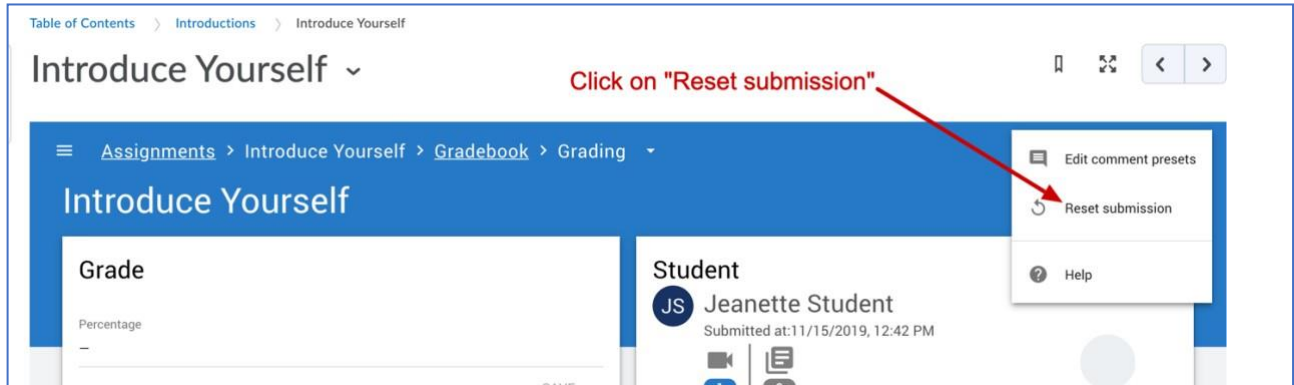 Table of Contents > Introductions > Introduce Yourself
Introduce Yourself
Click on "Reset submission"
Assignments > Introduce Yourself > Gradebook > Grading
Introduce Yourself
Edit comment presets
Reset submission
Help
Grade
Percentage
–
Student
JS
Jeanette Student
Submitted at:11/15/2019, 12:42 PM